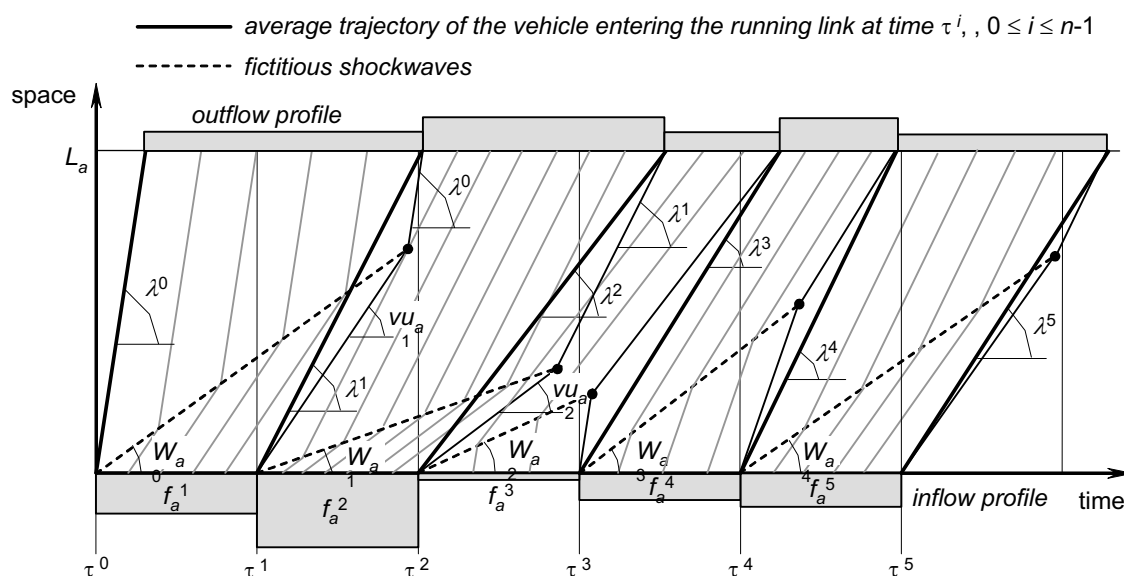 average trajectory of the vehicle entering the running link at time τ^i, , 0 ≤ i ≤ n-1
fictitious shockwaves
space
outflow profile
L_a
λ^0
λ^1
λ^0
λ^3
λ^2
vu_a
1
λ^5
λ^4
λ^1
vu_a
2
W_a
0
W_a
1
W_a
2
W_a
3
W_a
4
f_a^1
f_a^2
f_a^3
f_a^4
f_a^5
inflow profile
time
τ^0
τ^1
τ^2
τ^3
τ^4
τ^5